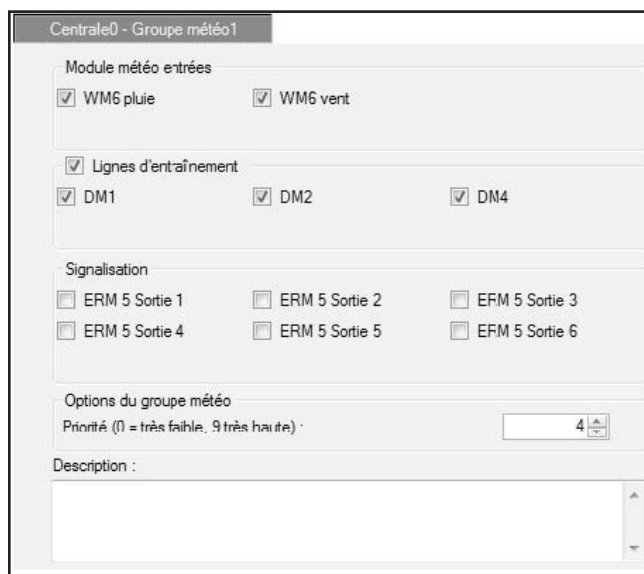 Centrale0 - Groupe météo1
Module météo entrées
WM6 pluie WM6 vent
Lignes d'entraînement
DM1 DM2 DM4
Signalisation
ERM 5 Sortie 1 ERM 5 Sortie 2 ERM 5 Sortie 3
ERM 5 Sortie 4 ERM 5 Sortie 5 ERM 5 Sortie 6
Options du groupe météo
Priorité (0 = très faible, 9 très haute) : 4
Description :